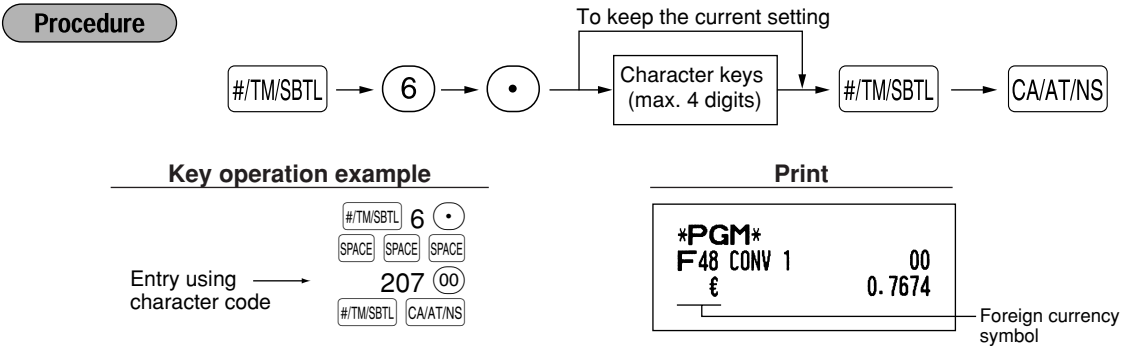 Procedure
To keep the current setting
#/TM/SBTL 6 • Character keys (max. 4 digits) #/TM/SBTL CA/AT/NS
Key operation example
#/TM/SBTL 6 •
SPACE SPACE SPACE
Entry using character code
207 00
#/TM/SBTL CA/AT/NS
Print
*PGM*
F48 CONV 1 00
€ 0.7674
Foreign currency
symbol